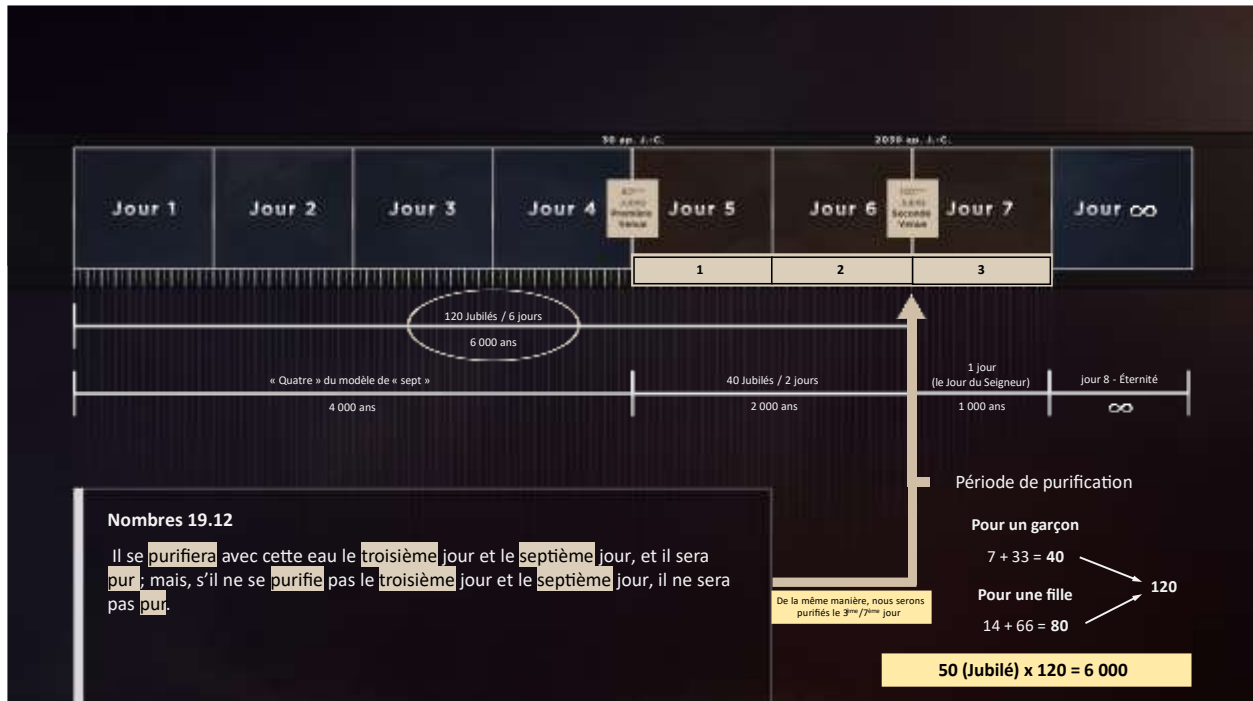 30 ap. J.-C.
2030 ap. J.-C.
Jour 1
Jour 2
Jour 3
Jour 4
Jubilé
Première
Venue
Jour 5
Jour 6
Jubilé
Seconde
Venue
Jour 7
Jour ∞
1
2
3
120 Jubilés / 6 jours
6 000 ans
« Quatre » du modèle de « sept »
4 000 ans
40 Jubilés / 2 jours
2 000 ans
1 jour
(le Jour du Seigneur)
1 000 ans
jour 8 - Éternité
∞
Nombres 19.12
Il se purifiera avec cette eau le troisième jour et le septième jour, et il sera
pur ; mais, s’il ne se purifie pas le troisième jour et le septième jour, il ne sera
pas pur.
De la même manière, nous serons
purifiés le 3ème/7ème jour
Période de purification
Pour un garçon
7 + 33 = 40
Pour une fille
14 + 66 = 80
120
50 (Jubilé) x 120 = 6 000